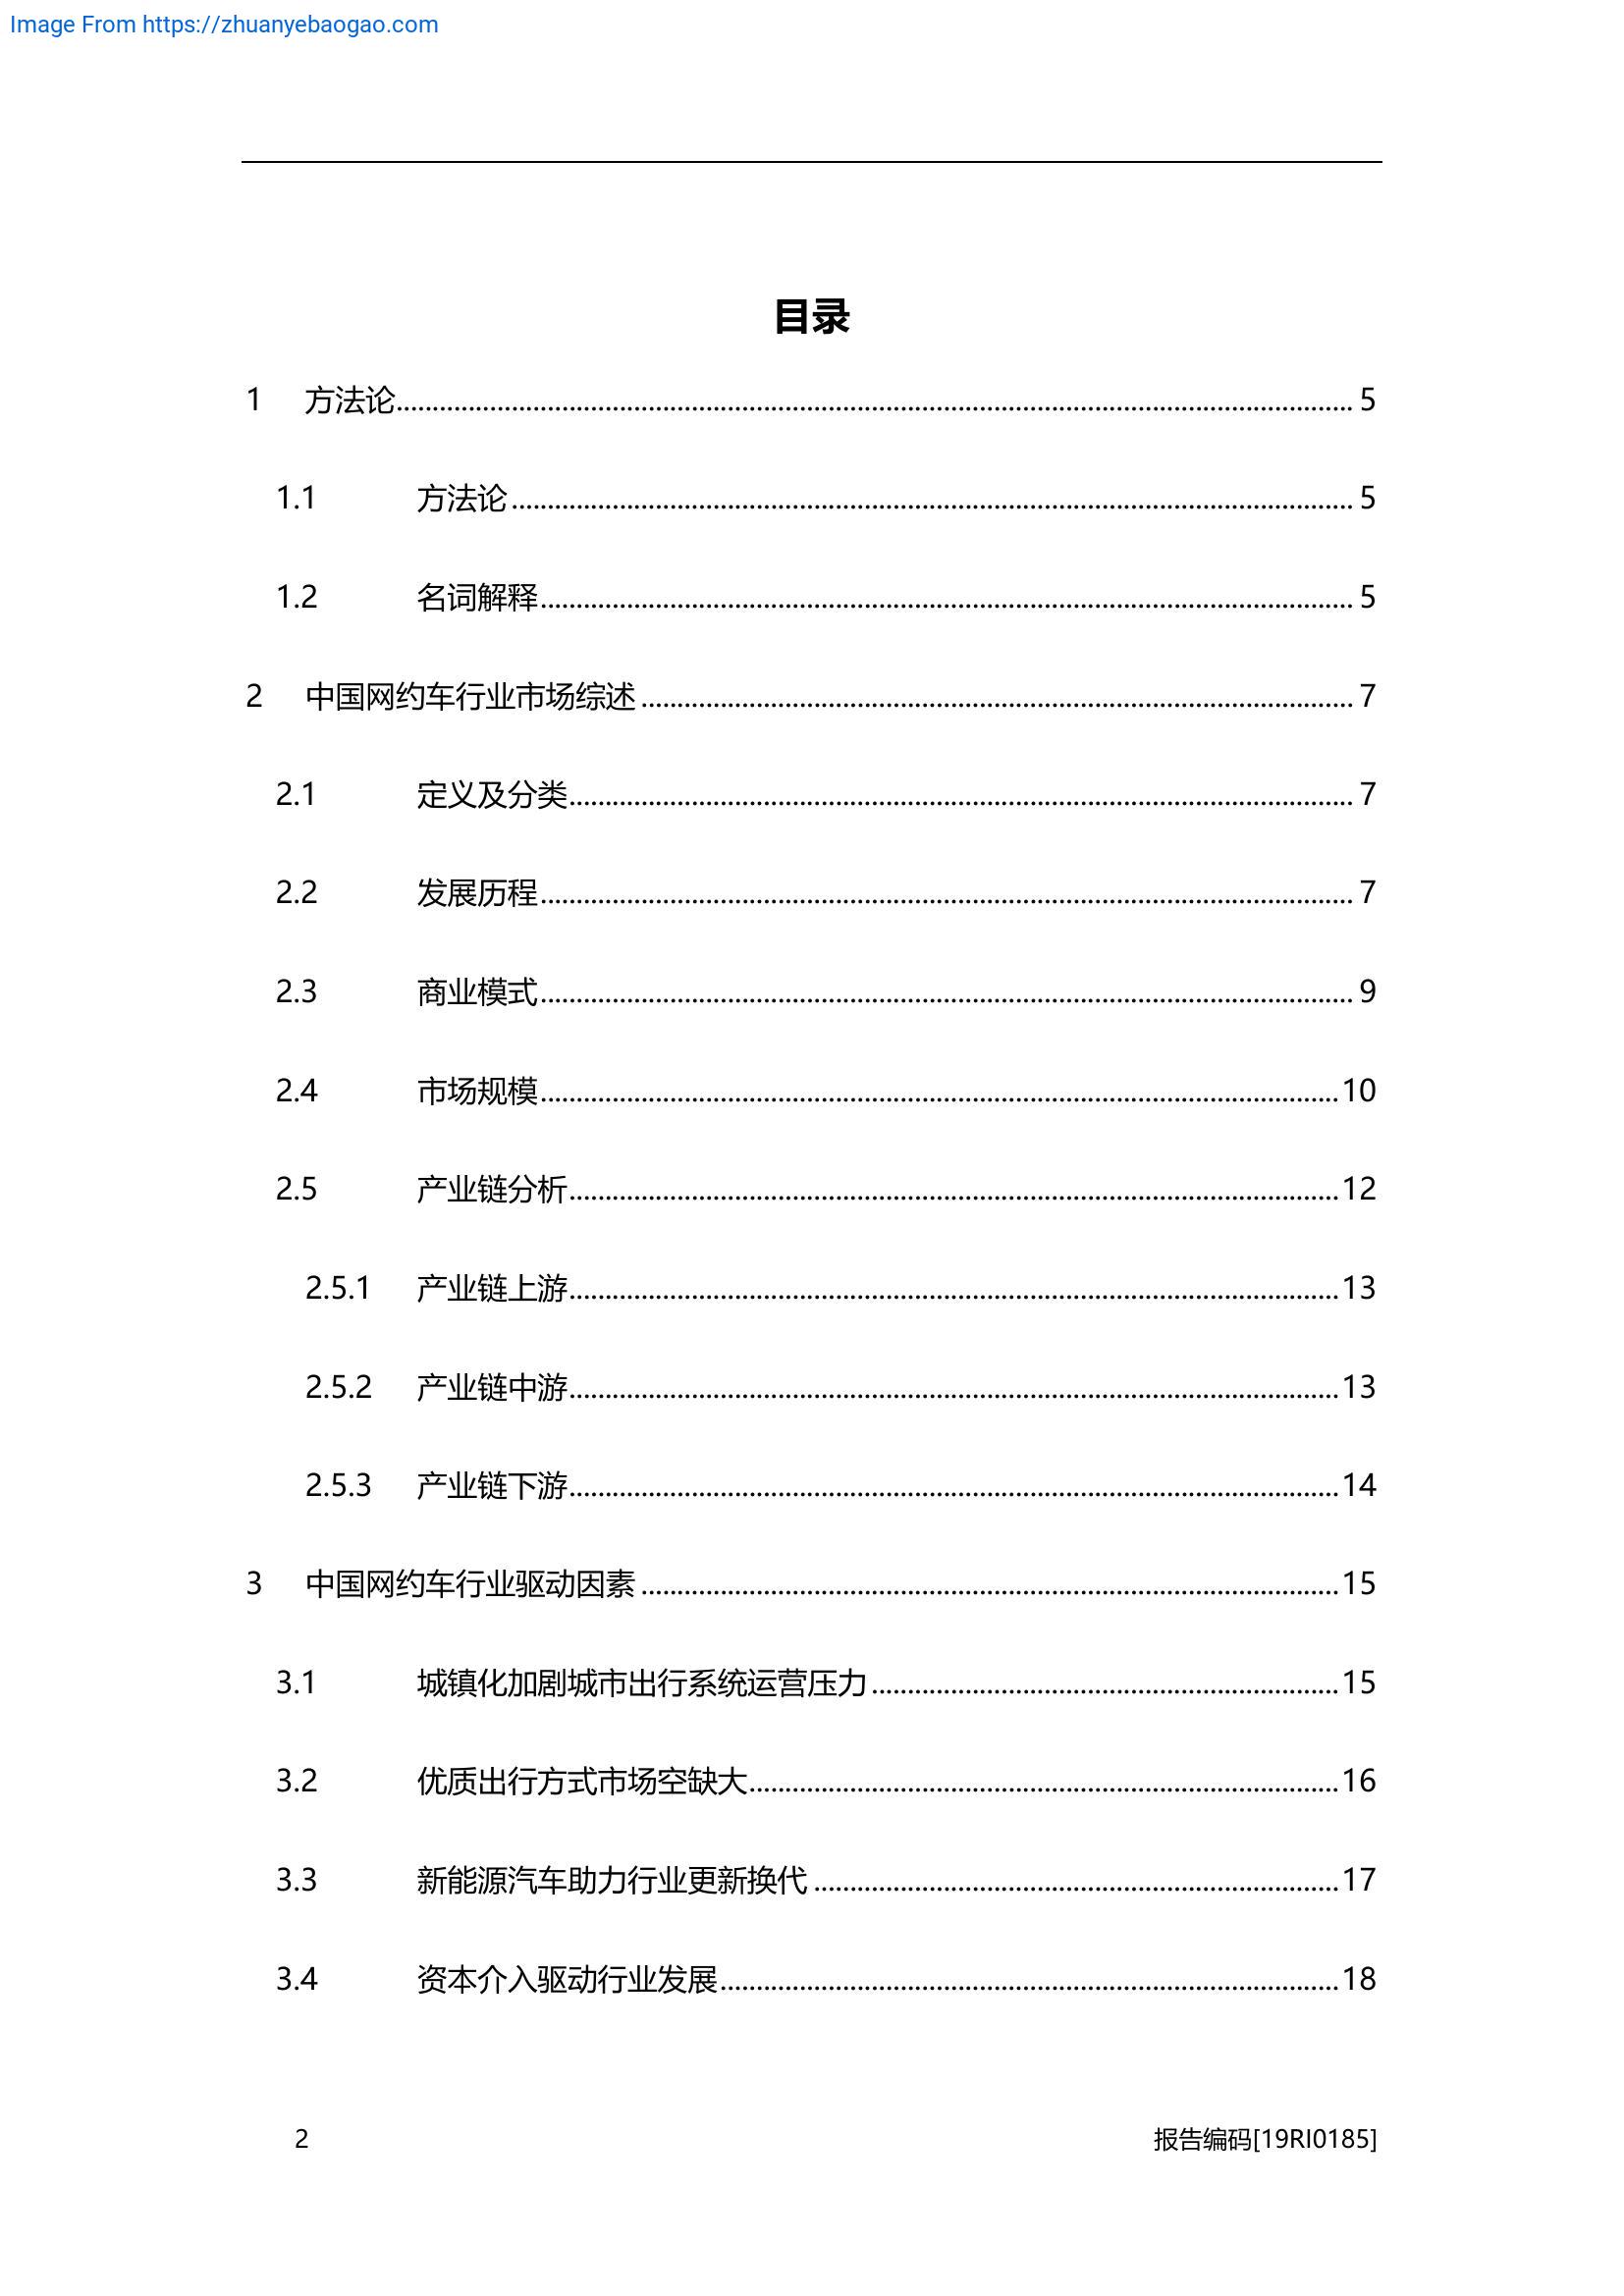 Image From https://zhuanyebaogao.com
目录
1 方法论 5
1.1 方法论 5
1.2 名词解释 5
2 中国网约车行业市场综述 7
2.1 定义及分类 7
2.2 发展历程 7
2.3 商业模式 9
2.4 市场规模 10
2.5 产业链分析 12
2.5.1 产业链上游 13
2.5.2 产业链中游 13
2.5.3 产业链下游 14
3 中国网约车行业驱动因素 15
3.1 城镇化加剧城市出行系统运营压力 15
3.2 优质出行方式市场空缺大 16
3.3 新能源汽车助力行业更新换代 17
3.4 资本介入驱动行业发展 18
2 报告编码[19RI0185]